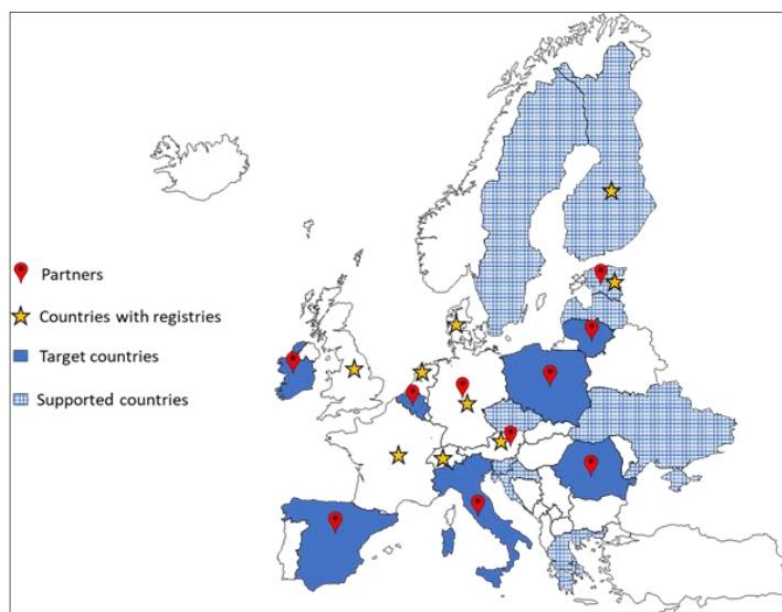 Partners
Countries with registries
Target countries
Supported countries